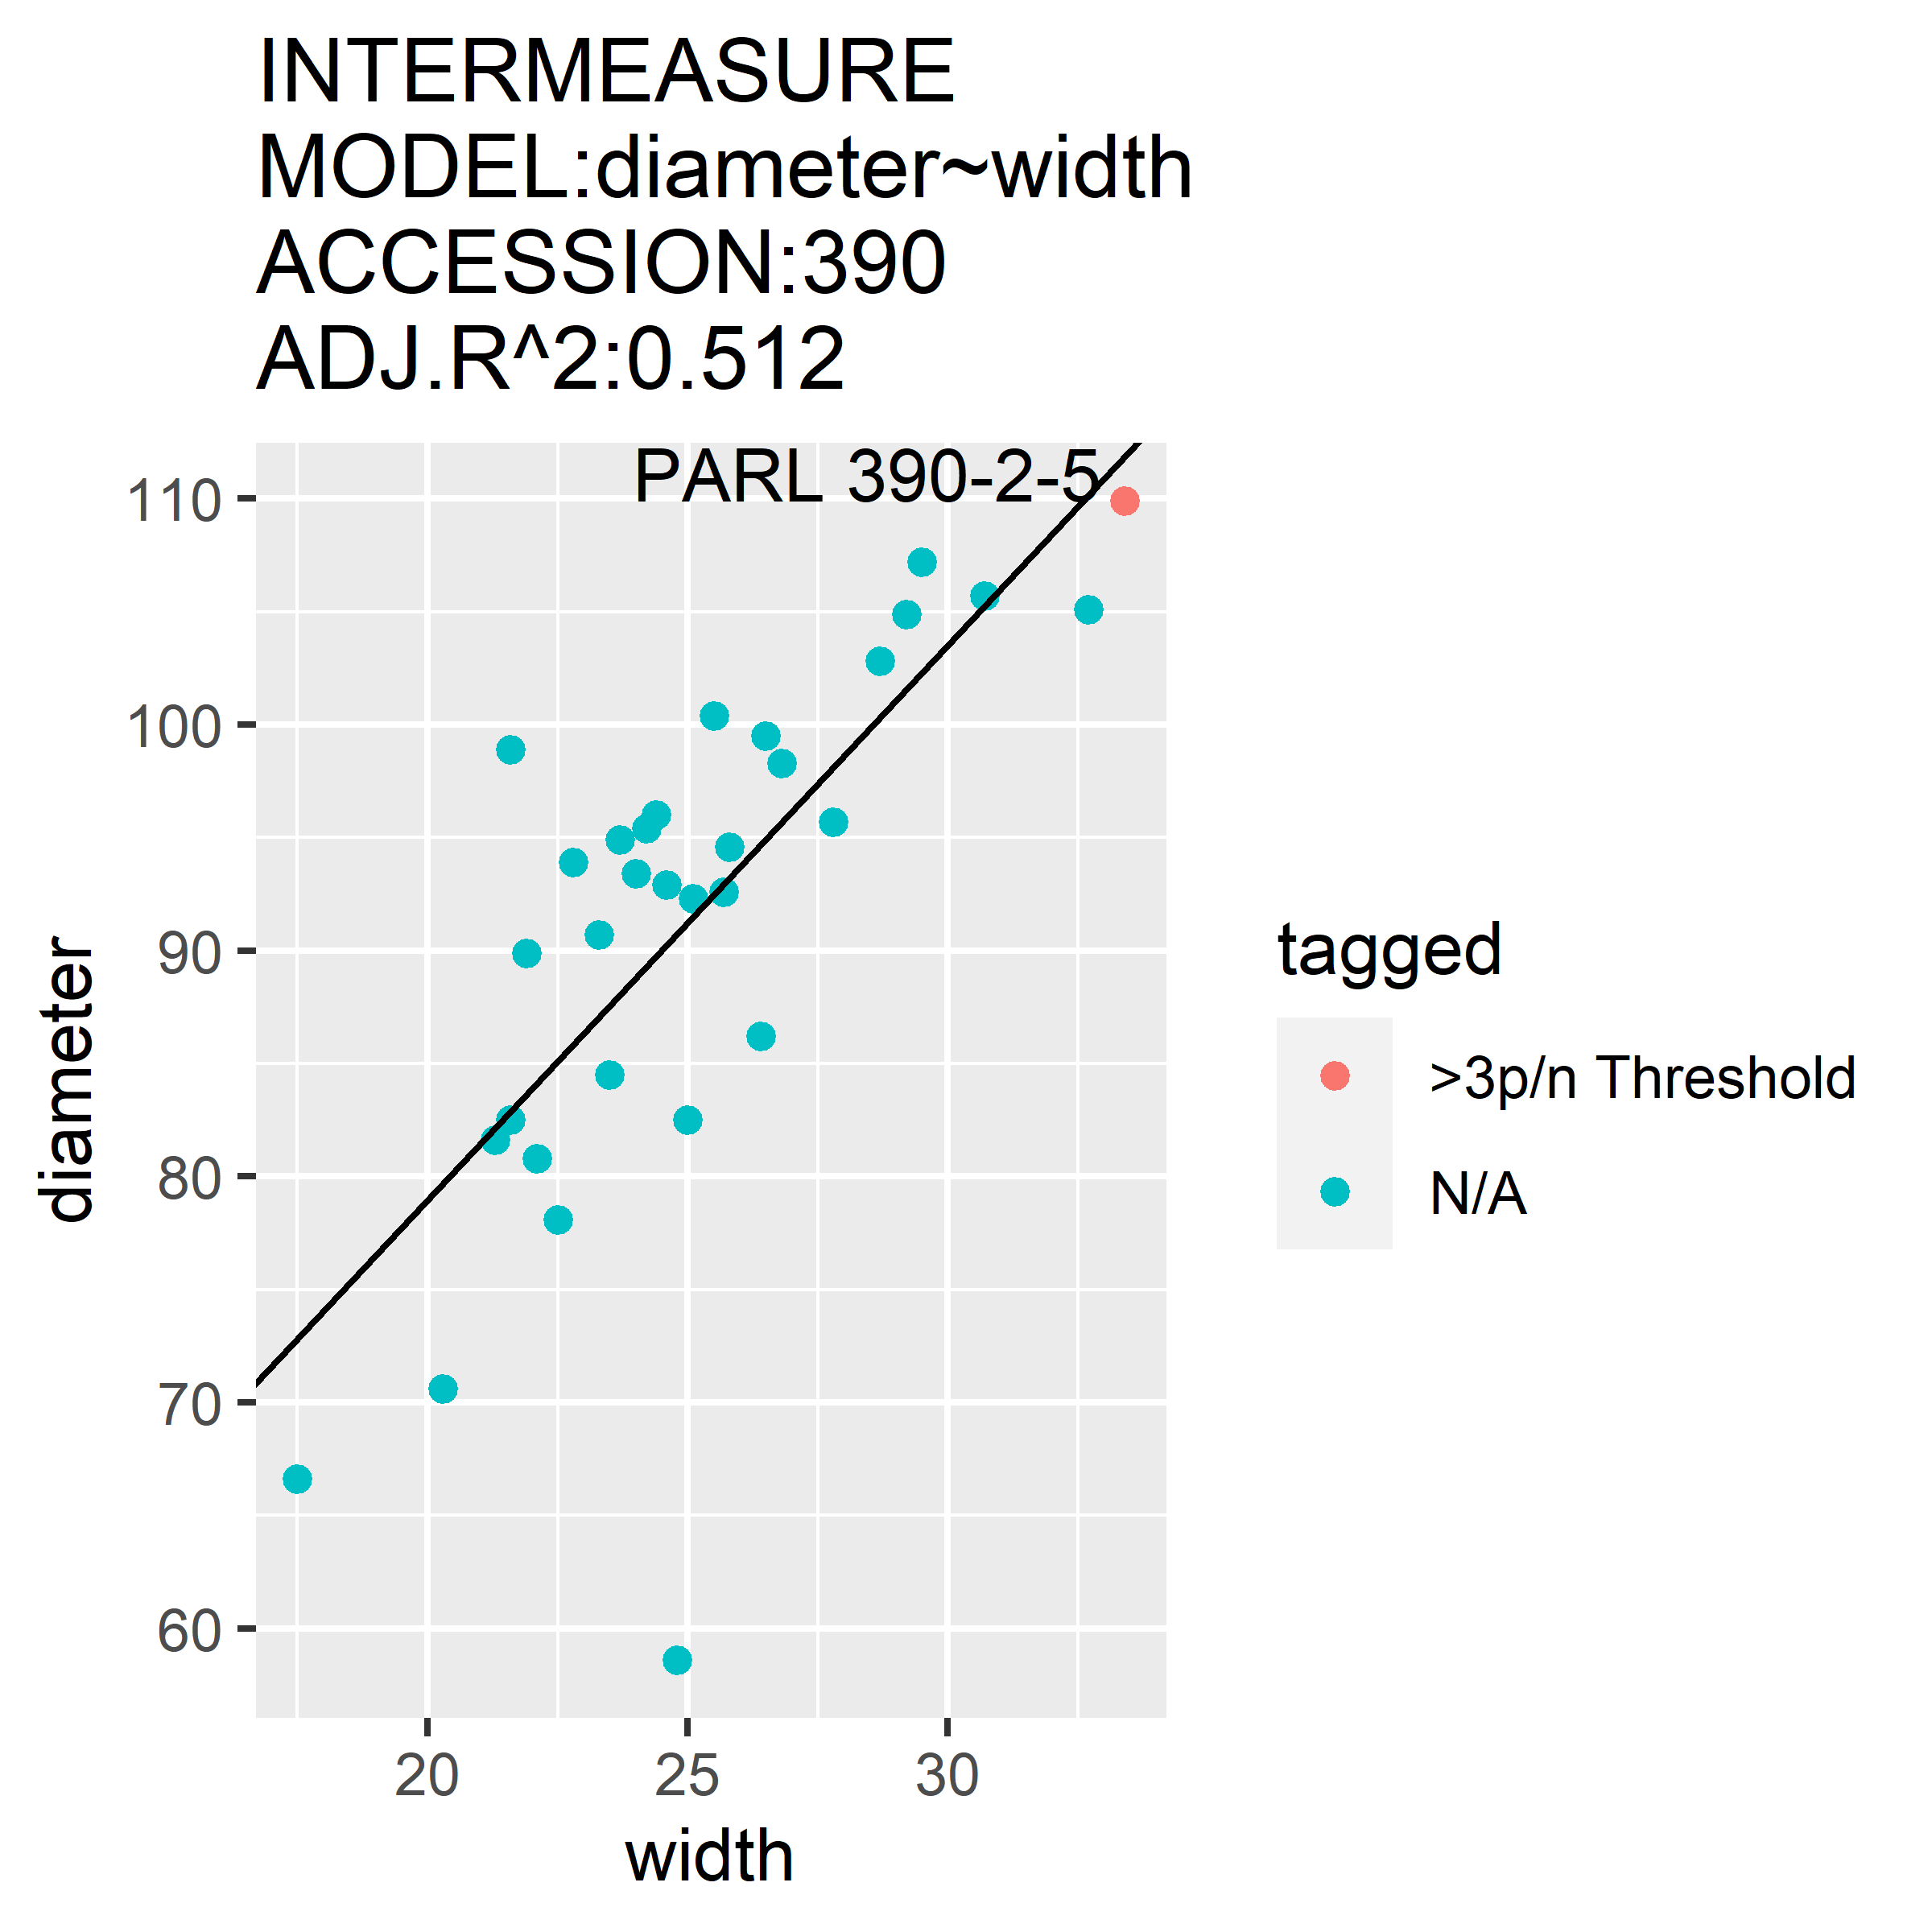 INTERMEASURE
MODEL:diameter~width
ACCESSION:390
ADJ.R^2:0.512
PARL 390-2-5
110
100
90
80
70
60
diameter
20 25 30
width
tagged
>3p/n Threshold
N/A